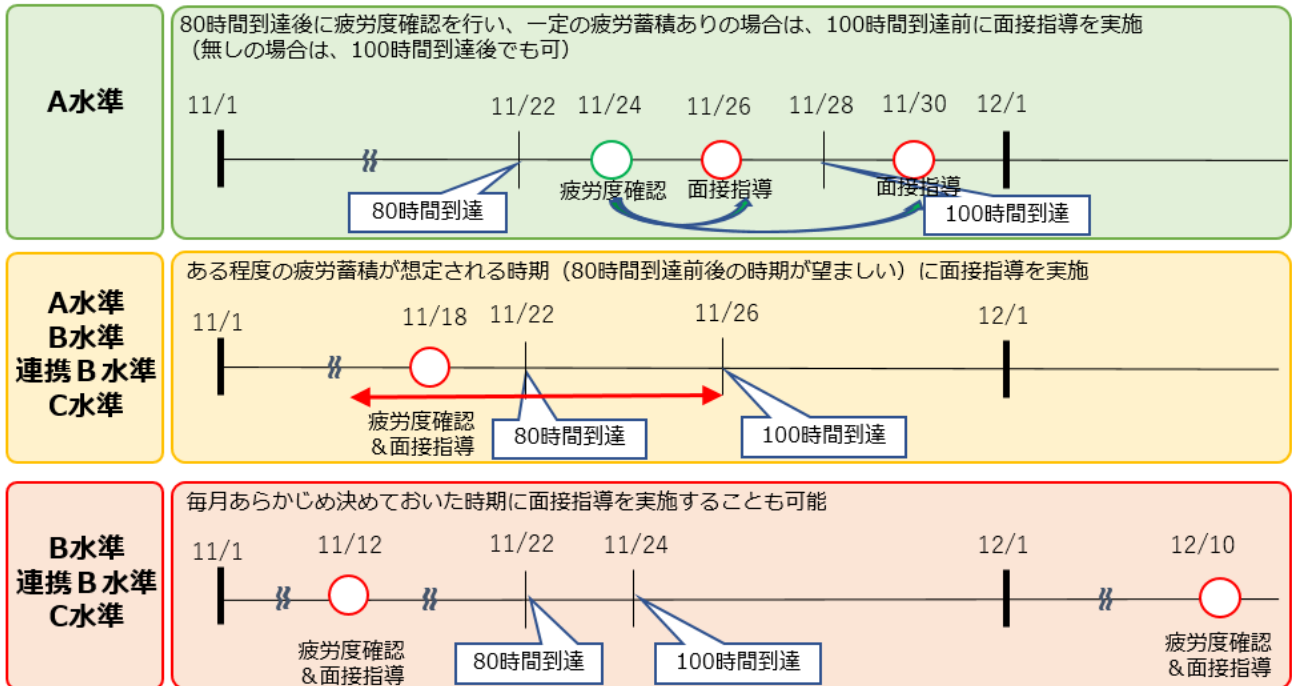 A水準
80時間到達後に疲労度確認を行い、一定の疲労蓄積ありの場合は、100時間到達前に面接指導を実施
（無しの場合は、100時間到達後でも可）
11/1
11/22
11/24
11/26
11/28
11/30
12/1
疲労度確認
面接指導
面接指導
80時間到達
100時間到達
A水準
B水準
連携B水準
C水準
ある程度の疲労蓄積が想定される時期（80時間到達前後の時期が望ましい）に面接指導を実施
11/1
11/18
11/22
11/26
12/1
疲労度確認
＆面接指導
80時間到達
100時間到達
B水準
連携B水準
C水準
毎月あらかじめ決めておいた時期に面接指導を実施することも可能
11/1
11/12
11/22
11/24
12/1
12/10
疲労度確認
＆面接指導
80時間到達
100時間到達
疲労度確認
＆面接指導